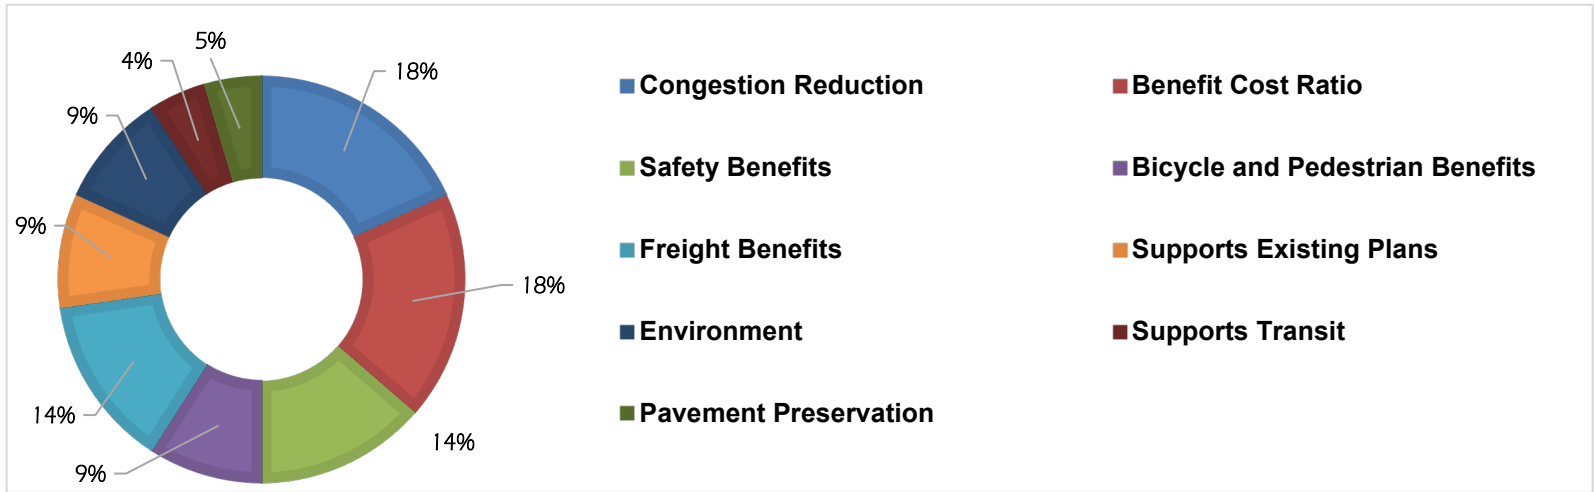 5%
4%
18%
9%
9%
18%
14%
14%
9%
Congestion Reduction
Benefit Cost Ratio
Safety Benefits
Bicycle and Pedestrian Benefits
Freight Benefits
Supports Existing Plans
Environment
Supports Transit
Pavement Preservation